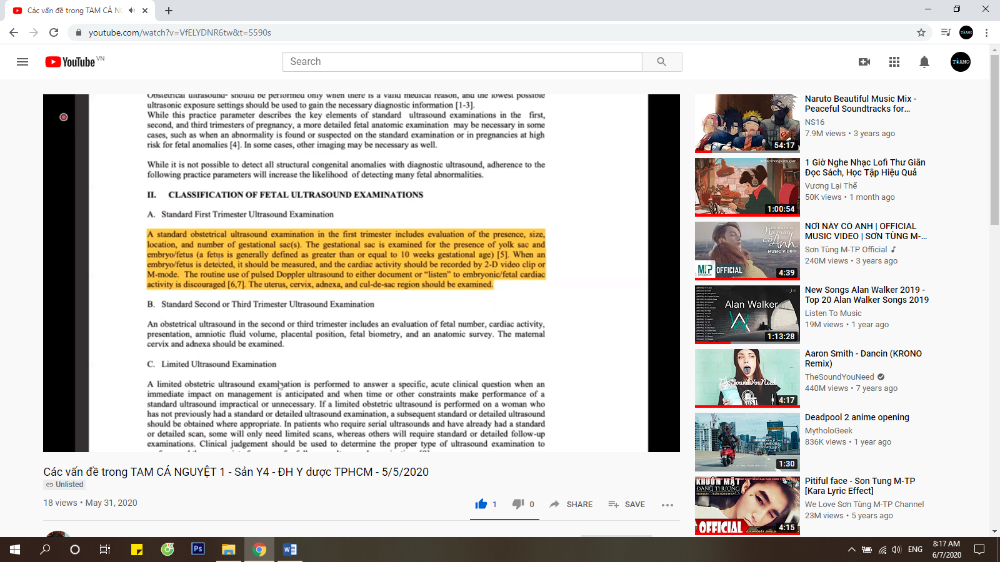 Các vấn đề trong TAM CÁ NG
youtube.com/watch?v=VfELYDNR6tw&t=5590s
YouTube VN
Search
TIAMO
Obstetrical ultrasound should be performed only when there is a valid medical reason, and the lowest possible
ultrasonic exposure settings should be used to gain the necessary diagnostic information [1-3].
While this practice parameter describes the key elements of standard ultrasound examinations in the first,
second, and third trimesters of pregnancy, a more detailed fetal anatomic examination may be necessary in some
cases, such as when an abnormality is found or suspected on the standard examination or in pregnancies at high
risk for fetal anomalies [4]. In some cases, other imaging may be necessary as well.
While it is not possible to detect all structural congenital anomalies with diagnostic ultrasound, adherence to the
following practice parameters will increase the likelihood of detecting many fetal abnormalities.
II. CLASSIFICATION OF FETAL ULTRASOUND EXAMINATIONS
A. Standard First Trimester Ultrasound Examination
A standard obstetrical ultrasound examination in the first trimester includes evaluation of the presence, size,
location, and number of gestational sac(s). The gestational sac is examined for the presence of yolk sac and
embryo/fetus (a fetus is generally defined as greater than or equal to 10 weeks gestational age) [5]. When an
embryo/fetus is detected, it should be measured, and the cardiac activity should be recorded by 2-D video clip or
M-mode. The routine use of pulsed Doppler ultrasound to either document or “listen” to embryonic/fetal cardiac
activity is discouraged [6,7]. The uterus, cervix, adnexa, and cul-de-sac region should be examined.
B. Standard Second or Third Trimester Ultrasound Examination
An obstetrical ultrasound in the second or third trimester includes an evaluation of fetal number, cardiac activity,
presentation, amniotic fluid volume, placental position, fetal biometry, and an anatomic survey. The maternal
cervix and adnexa should be examined.
C. Limited Ultrasound Examination
A limited obstetric ultrasound examination is performed to answer a specific, acute clinical question when an
immediate impact on management is anticipated and when time or other constraints make performance of a
standard ultrasound impractical or unnecessary. If a limited obstetric ultrasound is performed on a woman who
has not previously had a standard or detailed ultrasound examination, a subsequent standard or detailed ultrasound
should be obtained where appropriate. In patients who require serial ultrasounds and have already had a standard
or detailed scan, some will only need limited scans, whereas others will require standard or detailed follow-up
examinations. Clinical judgement should be used to determine the proper type of ultrasound examination to
Các vấn đề trong TAM CÁ NGUYỆT 1 - Sản Y4 - ĐH Y dược TPHCM - 5/5/2020
Unlisted
18 views • May 31, 2020
1
0
SHARE
SAVE
54:17
Naruto Beautiful Music Mix -
Peaceful Soundtracks for...
NS16
7.9M views • 3 years ago
1:00:54
1 Giờ Nghe Nhạc Lofi Thư Giãn
Đọc Sách, Học Tập Hiệu Quả
Vương Lại Thế
50K views • 1 month ago
SƠN TÙNG M-TP
Nơi này
có Anh
MUSIC VIDEO
M-TP OFFICIAL
4:39
NƠI NÀY CÓ ANH | OFFICIAL
MUSIC VIDEO | SƠN TÙNG M-...
Sơn Tùng M-TP Official
240M views • 3 years ago
Alan Walker
1:13:28
New Songs Alan Walker 2019 -
Top 20 Alan Walker Songs 2019
Listen To Music
19M views • 1 year ago
TheSoundYouNeed
4:17
Aaron Smith - Dancin (KRONO
Remix)
TheSoundYouNeed
440M views • 7 years ago
1:30
Deadpool 2 anime opening
MytholoGeek
836K views • 1 year ago
KHUÔN MẶT
ĐÁNG THƯƠNG
OFFICIAL
4:15
Pitiful face - Son Tung M-TP
[Kara Lyric Effect]
We Love Sơn Tùng M-TP Channel
23M views • 5 years ago
Ps
W
ENG
8:17 AM
6/7/2020